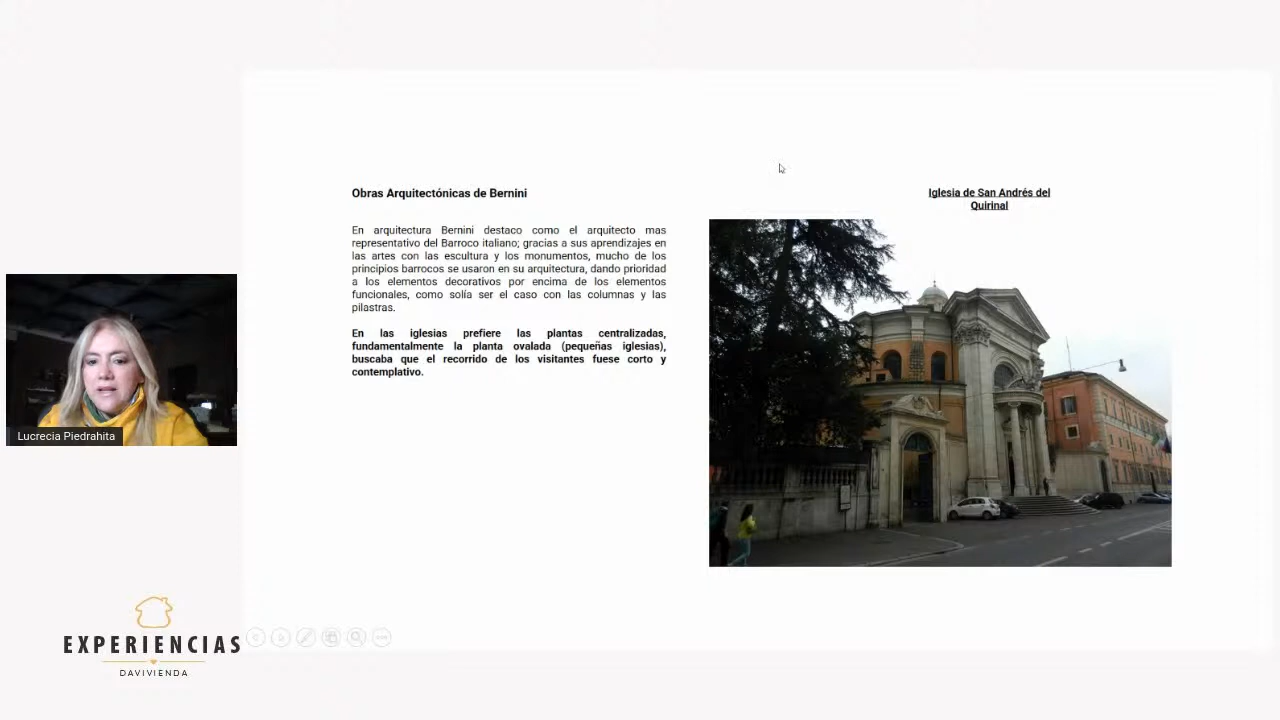 Obras Arquitectónicas de Bernini
En arquitectura Bernini destaco como el arquitecto mas
representativo del Barroco italiano; gracias a sus aprendizajes en
las artes con las escultura y los monumentos, mucho de los
principios barrocos se usaron en su arquitectura, dando prioridad
a los elementos decorativos por encima de los elementos
funcionales, como solía ser el caso con las columnas y las
pilastras.
En las iglesias prefiere las plantas centralizadas,
fundamentalmente la planta ovalada (pequeñas iglesias),
buscaba que el recorrido de los visitantes fuese corto y
contemplativo.
Iglesia de San Andrés del
Quirinal
Lucrecia Piedrahita
EXPERIENCIAS
DAVIVIENDA